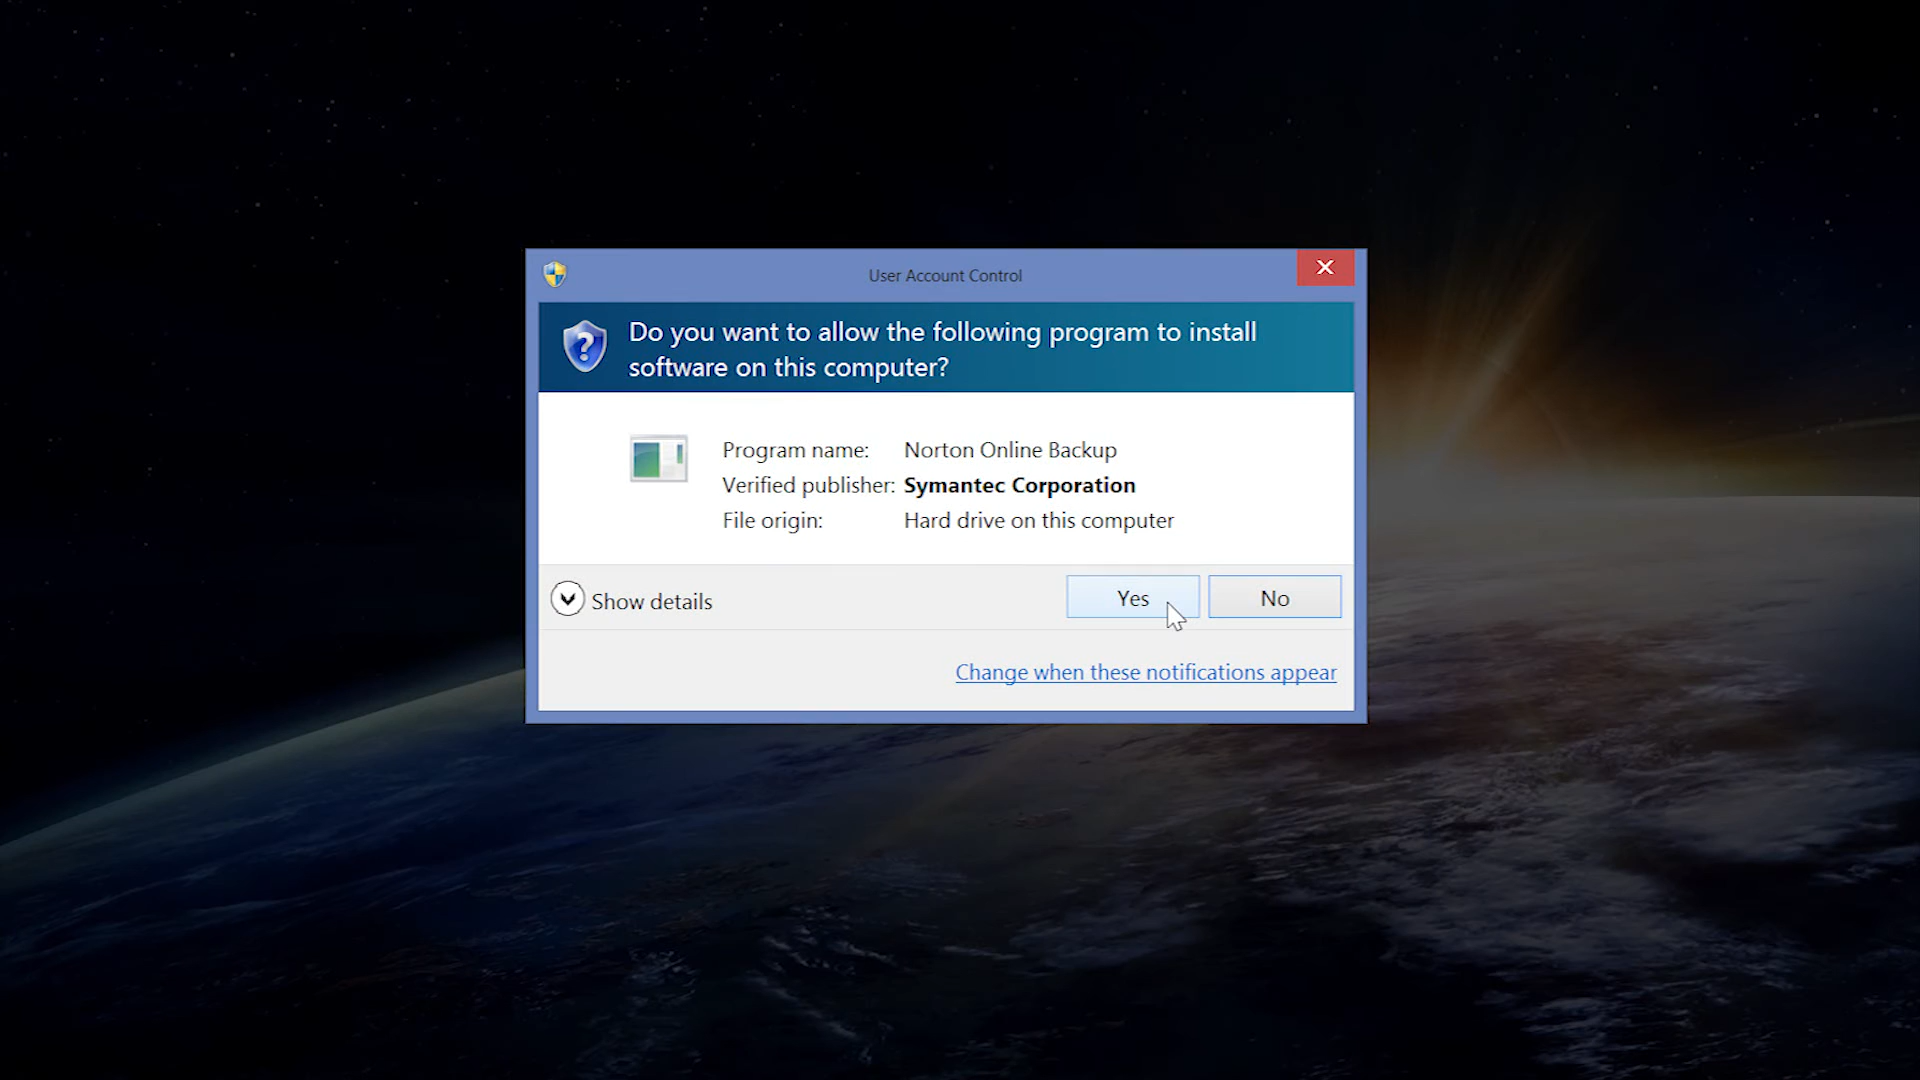 User Account Control
Do you want to allow the following program to install
software on this computer?
Program name: Norton Online Backup
Verified publisher: Symantec Corporation
File origin: Hard drive on this computer
Show details
Yes
No
Change when these notifications appear